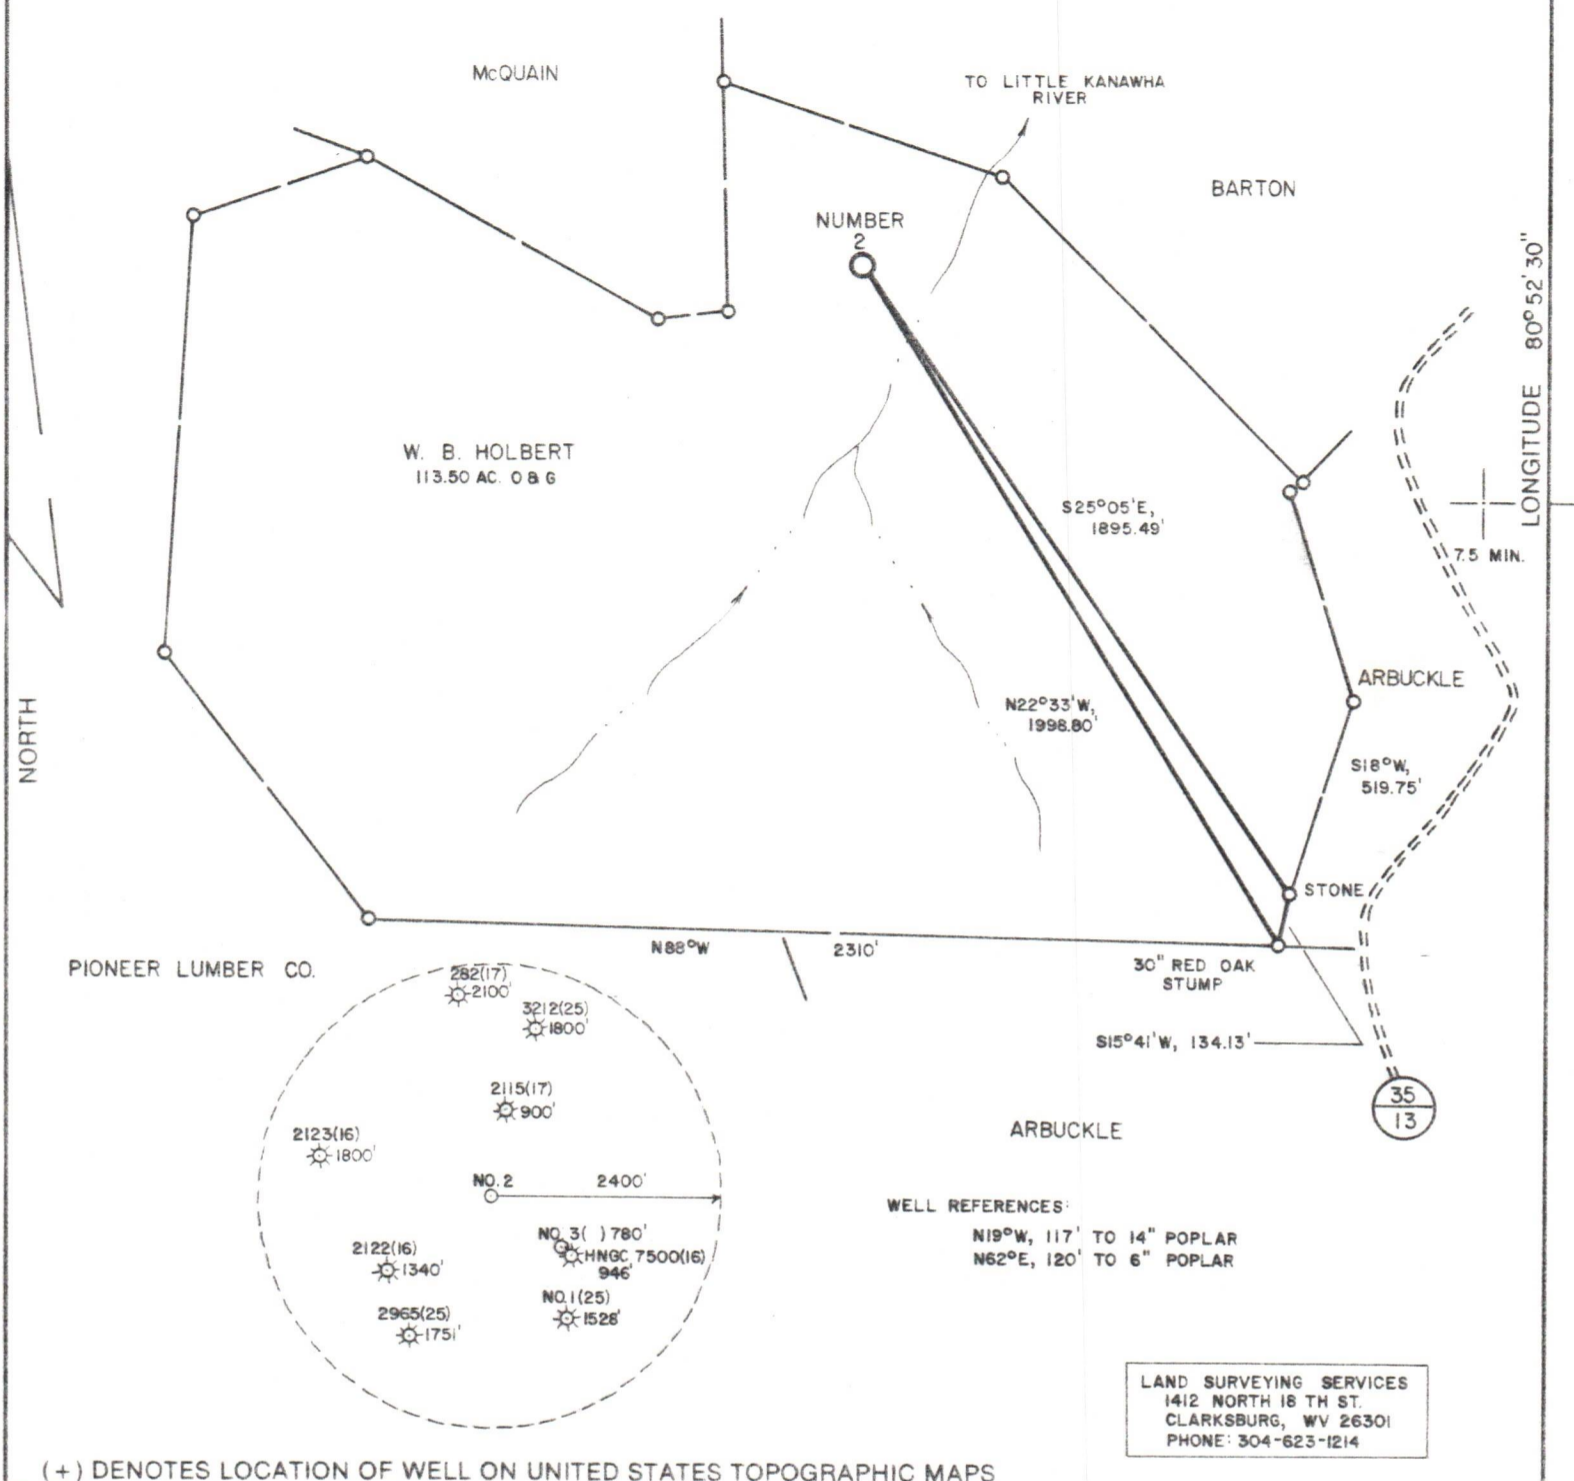 McQUAIN
TO LITTLE KANAWHA
RIVER
BARTON
NUMBER
2
LONGITUDE 80° 52' 30"
W. B. HOLBERT
113.50 AC. O & G
S25°05'E,
1895.49'
7.5 MIN.
ARBUCKLE
N22°33'W,
1998.80'
NORTH
S18°W,
519.75'
STONE
N88°W 2310'
PIONEER LUMBER CO.
30" RED OAK
STUMP
282(17)
2100'
3212(25)
1800'
S15°41'W, 134.13'
2115(17)
900'
35
13
2123(16)
1800'
ARBUCKLE
NO. 2
2400'
WELL REFERENCES:
N19°W, 117' TO 14" POPLAR
N62°E, 120' TO 6" POPLAR
NO. 3( ) 780'
HNGC 7500(16)
946'
2122(16)
1340'
NO. 1(25)
1528'
2965(25)
1751'
LAND SURVEYING SERVICES
1412 NORTH 18 TH ST.
CLARKSBURG, WV 26301
PHONE: 304-623-1214
(+) DENOTES LOCATION OF WELL ON UNITED STATES TOPOGRAPHIC MAPS